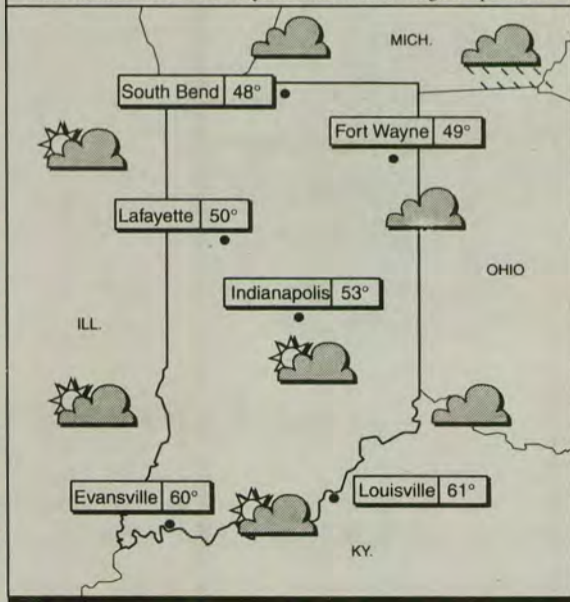 MICH.
South Bend 48°
Fort Wayne 49°
Lafayette 50°
OHIO
Indianapolis 53°
ILL.
Evansville 60°
Louisville 61°
KY.